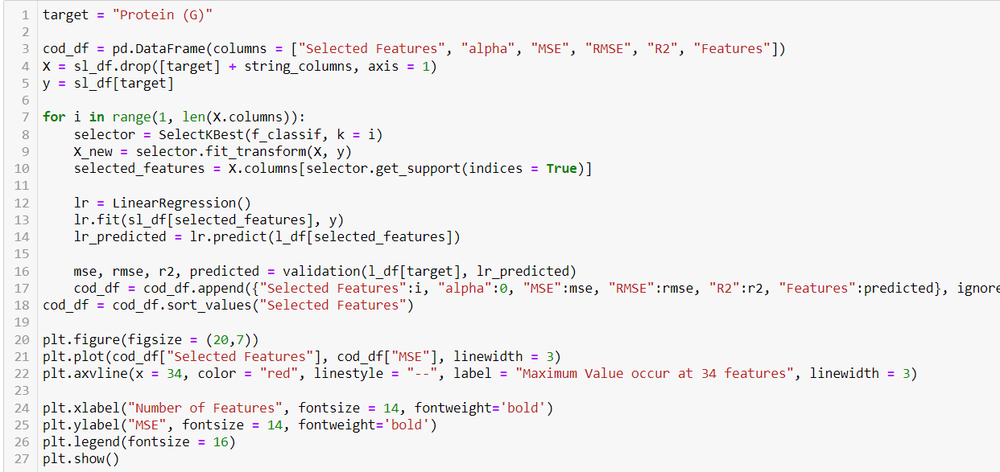 1 target = "Protein (G)"
2
3 cod_df = pd.DataFrame(columns = ["Selected Features", "alpha", "MSE", "RMSE", "R2", "Features"])
4 X = sl_df.drop([target] + string_columns, axis = 1)
5 y = sl_df[target]
6
7 for i in range(1, len(X.columns)):
8     selector = SelectKBest(f_classif, k = i)
9     X_new = selector.fit_transform(X, y)
10     selected_features = X.columns[selector.get_support(indices = True)]
11
12     lr = LinearRegression()
13     lr.fit(sl_df[selected_features], y)
14     lr_predicted = lr.predict(l_df[selected_features])
15
16     mse, rmse, r2, predicted = validation(l_df[target], lr_predicted)
17     cod_df = cod_df.append({"Selected Features":i, "alpha":0, "MSE":mse, "RMSE":rmse, "R2":r2, "Features":predicted}, ignore
18 cod_df = cod_df.sort_values("Selected Features")
19
20 plt.figure(figsize = (20,7))
21 plt.plot(cod_df["Selected Features"], cod_df["MSE"], linewidth = 3)
22 plt.axvline(x = 34, color = "red", linestyle = "--", label = "Maximum Value occur at 34 features", linewidth = 3)
23
24 plt.xlabel("Number of Features", fontsize = 14, fontweight='bold')
25 plt.ylabel("MSE", fontsize = 14, fontweight='bold')
26 plt.legend(fontsize = 16)
27 plt.show()